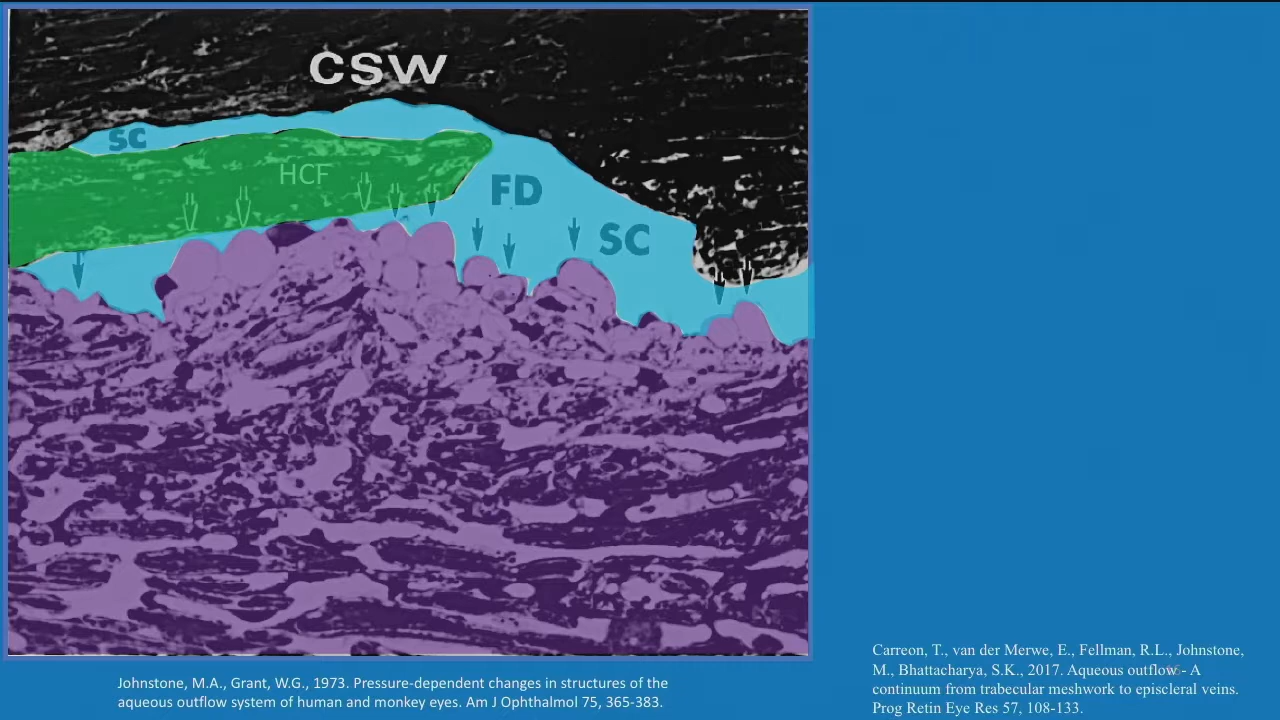 CSW
SC
HCF
FD
SC
Johnstone, M.A., Grant, W.G., 1973. Pressure-dependent changes in structures of the
aqueous outflow system of human and monkey eyes. Am J Ophthalmol 75, 365-383.
Carreon, T., van der Merwe, E., Fellman, R.L., Johnstone,
M., Bhattacharya, S.K., 2017. Aqueous outflow - A
continuum from trabecular meshwork to episcleral veins.
Prog Retin Eye Res 57, 108-133.